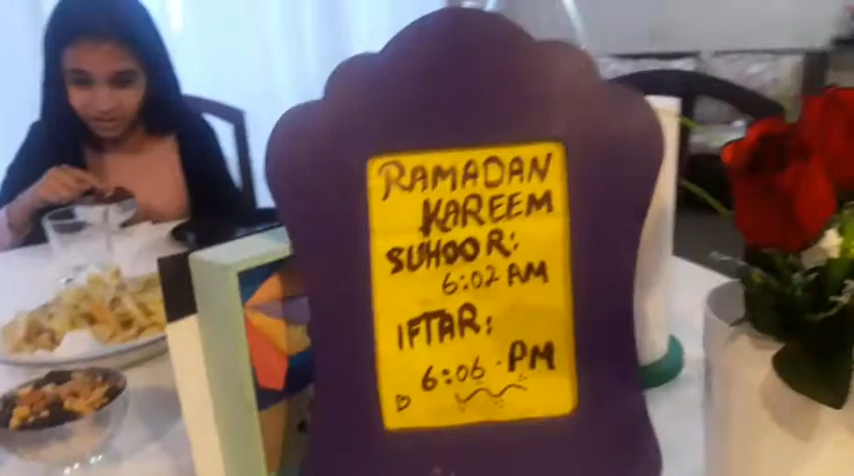 RAMADAN
KAREEM
SUHOOR:
6:02 AM
IFTAR:
6:06 PM